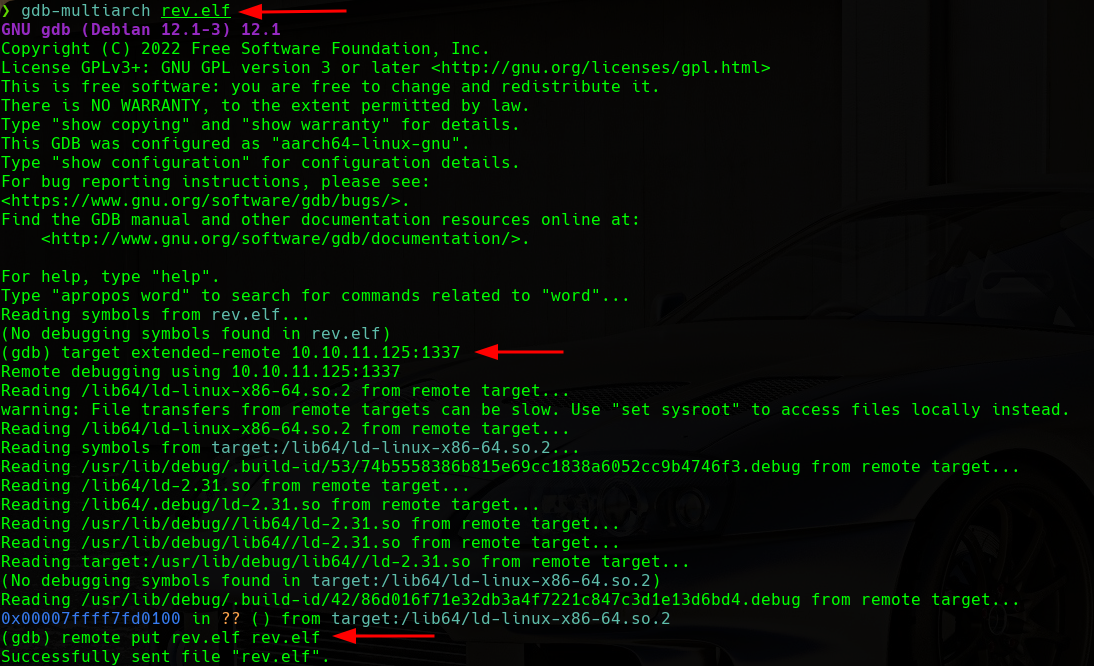 ❯ gdb-multiarch rev.elf
GNU gdb (Debian 12.1-3) 12.1
Copyright (C) 2022 Free Software Foundation, Inc.
License GPLv3+: GNU GPL version 3 or later <http://gnu.org/licenses/gpl.html>
This is free software: you are free to change and redistribute it.
There is NO WARRANTY, to the extent permitted by law.
Type "show copying" and "show warranty" for details.
This GDB was configured as "aarch64-linux-gnu".
Type "show configuration" for configuration details.
For bug reporting instructions, please see:
<https://www.gnu.org/software/gdb/bugs/>.
Find the GDB manual and other documentation resources online at:
    <http://www.gnu.org/software/gdb/documentation/>.

For help, type "help".
Type "apropos word" to search for commands related to "word"...
Reading symbols from rev.elf...
(No debugging symbols found in rev.elf)
(gdb) target extended-remote 10.10.11.125:1337
Remote debugging using 10.10.11.125:1337
Reading /lib64/ld-linux-x86-64.so.2 from remote target...
warning: File transfers from remote targets can be slow. Use "set sysroot" to access files locally instead.
Reading /lib64/ld-linux-x86-64.so.2 from remote target...
Reading symbols from target:/lib64/ld-linux-x86-64.so.2...
Reading /usr/lib/debug/.build-id/53/74b5558386b815e69cc1838a6052cc9b4746f3.debug from remote target...
Reading /lib64/ld-2.31.so from remote target...
Reading /lib64/.debug/ld-2.31.so from remote target...
Reading /usr/lib/debug//lib64/ld-2.31.so from remote target...
Reading /usr/lib/debug/lib64//ld-2.31.so from remote target...
Reading target:/usr/lib/debug/lib64//ld-2.31.so from remote target...
(No debugging symbols found in target:/lib64/ld-linux-x86-64.so.2)
Reading /usr/lib/debug/.build-id/42/86d016f71e32db3a4f7221c847c3d1e13d6bd4.debug from remote target...
0x00007ffff7fd0100 in ?? () from target:/lib64/ld-linux-x86-64.so.2
(gdb) remote put rev.elf rev.elf
Successfully sent file "rev.elf".